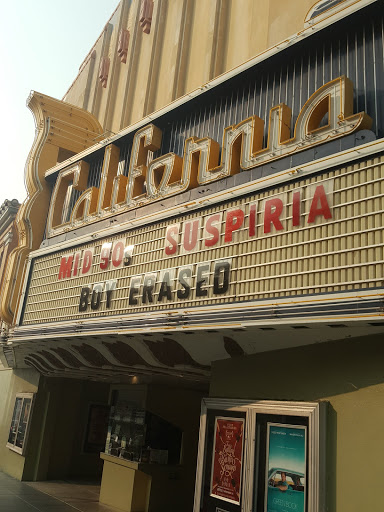 California
MID-90s SUSPIRIA
BOY ERASED